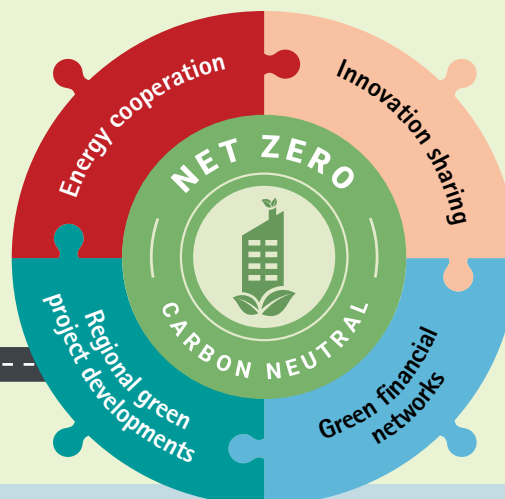 Energy cooperation
Innovation sharing
NET ZERO
CARBON NEUTRAL
Regional green
project developments
Green financial
networks